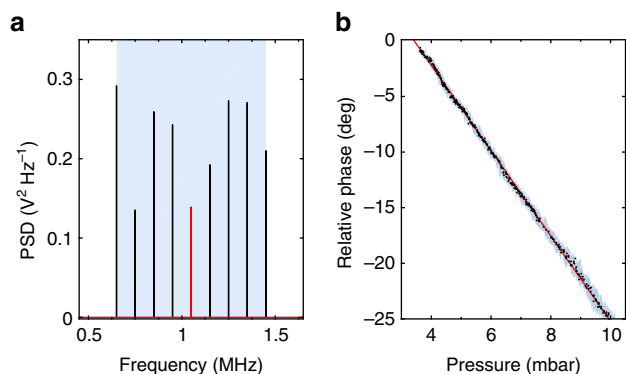 a
b
0.3
0.2
0.1
0
PSD (V² Hz⁻¹)
0.5
1
1.5
Frequency (MHz)
0
−5
−10
−15
−20
−25
Relative phase (deg)
4
6
8
10
Pressure (mbar)